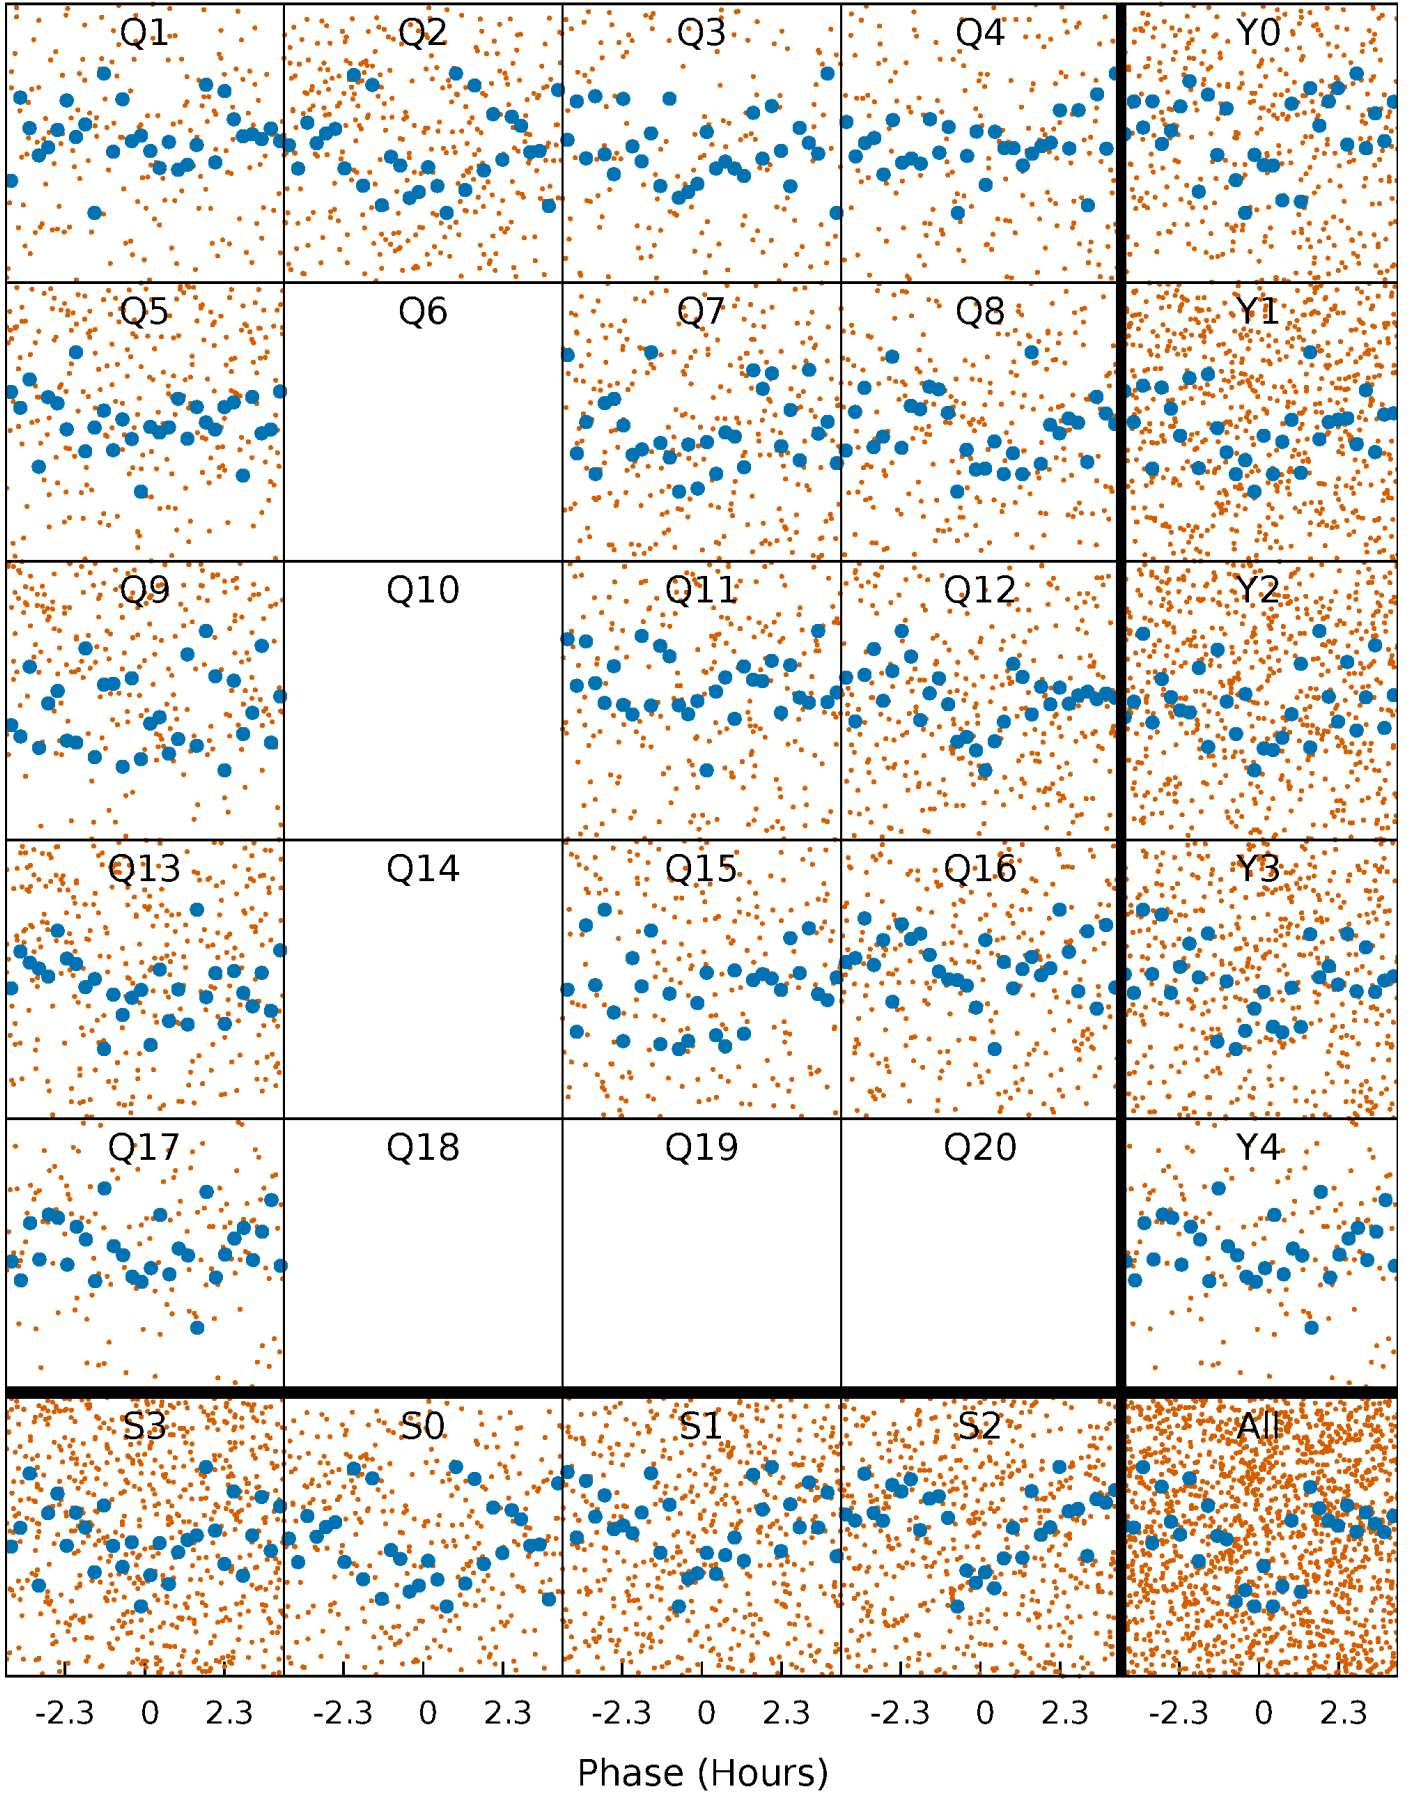 Q1 Q2 Q3 Q4 Y0
Q5 Q6 Q7 Q8 Y1
Q9 Q10 Q11 Q12 Y2
Q13 Q14 Q15 Q16 Y3
Q17 Q18 Q19 Q20 Y4
S3 S0 S1 S2 All
-2.3 0 2.3 -2.3 0 2.3 -2.3 0 2.3 -2.3 0 2.3 -2.3 0 2.3
Phase (Hours)